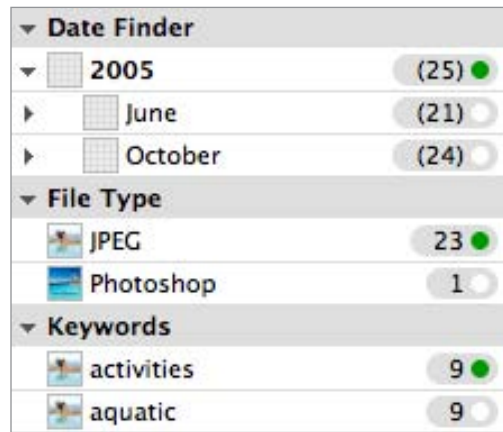 Date Finder
2005 (25)
June (21)
October (24)
File Type
JPEG 23
Photoshop 1
Keywords
activities 9
aquatic 9